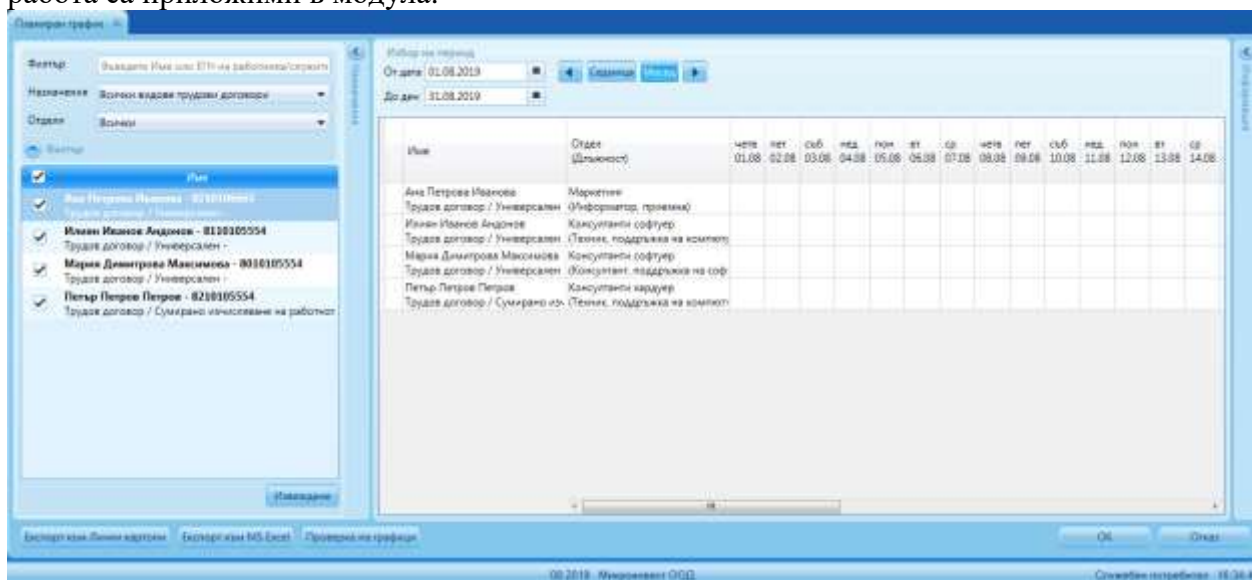 работа са приложими в модула.
Планиран график
Филтър Въведете Име или ЕГН на работника/служите
Назначения Всички видове трудови договори
Отдели Всички
Филтър
Име
Ана Петрова Иванова -
Трудов договор / Универсален -
Илиян Иванов Андонов - 8110105554
Трудов договор / Универсален -
Мария Димитрова Максимова - 8010105554
Трудов договор / Универсален -
Петър Петров Петров - 8210105554
Трудов договор / Сумирано изчисляване на работнот
Извеждане
Избор на период
От дата 01.08.2019 Седмица Месец
До ден 31.08.2019
Име Отдел (Длъжност) четв 01.08 пет 02.08 съб 03.08 нед 04.08 пон 05.08 вт 06.08 ср 07.08 четв 08.08 пет 09.08 съб 10.08 нед 11.08 пон 12.08 вт 13.08 ср 14.08
Ана Петрова Иванова Маркетинг
Трудов договор / Универсален (Информатор, приемна)
Илиян Иванов Андонов Консултанти софтуер
Трудов договор / Универсален (Техник, поддръжка на компют
Мария Димитрова Максимова Консултанти софтуер
Трудов договор / Универсален (Консултант, поддръжка на соф
Петър Петров Петров Консултанти хардуер
Трудов договор / Сумирано изч (Техник, поддръжка на компют
Експорт към Лични картони Експорт към MS Excel Проверка на графици OK Отказ
08.2019 Микроинвест ООД Служебен потребител